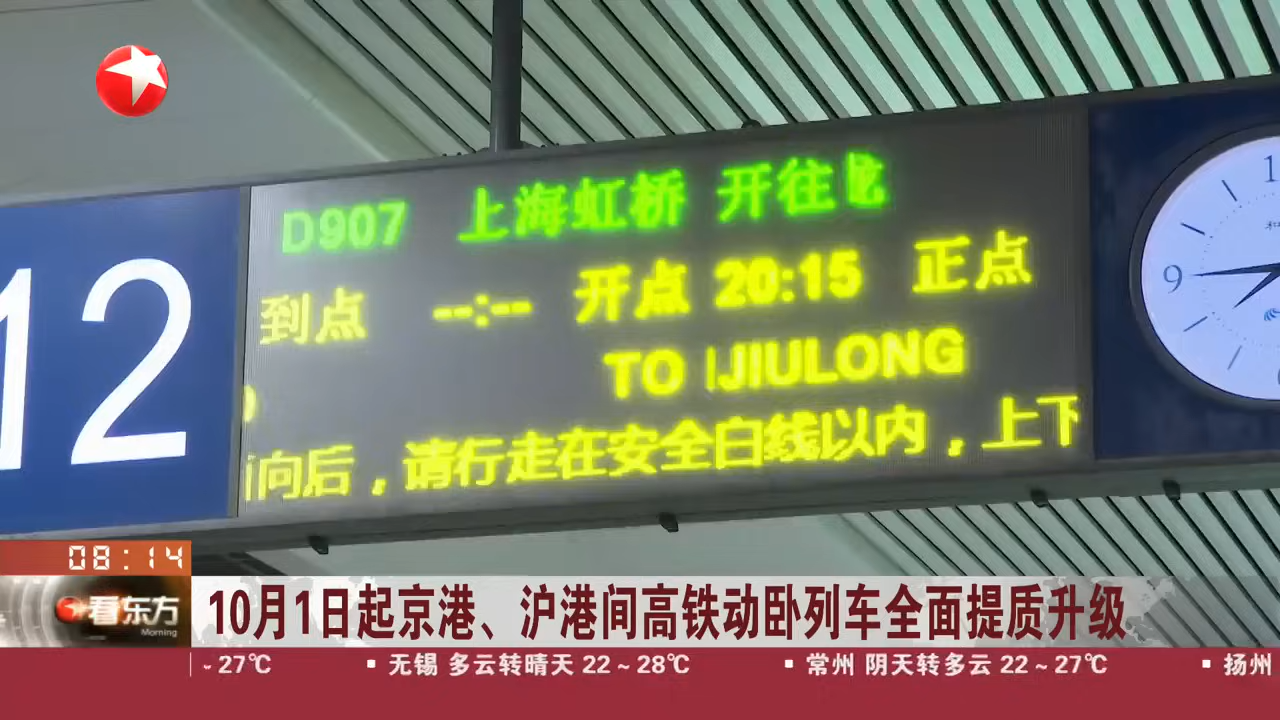 12
D907 上海虹桥 开往
到点 --:-- 开点 20:15 正点
TO JIULONG
向后，请行走在安全白线以内，上下
1
9
08:14
看东方
Morning
10月1日起京港、沪港间高铁动卧列车全面提质升级
~27℃ ▪ 无锡 多云转晴天 22~28℃ ▪ 常州 阴天转多云 22~27℃ ▪ 扬州